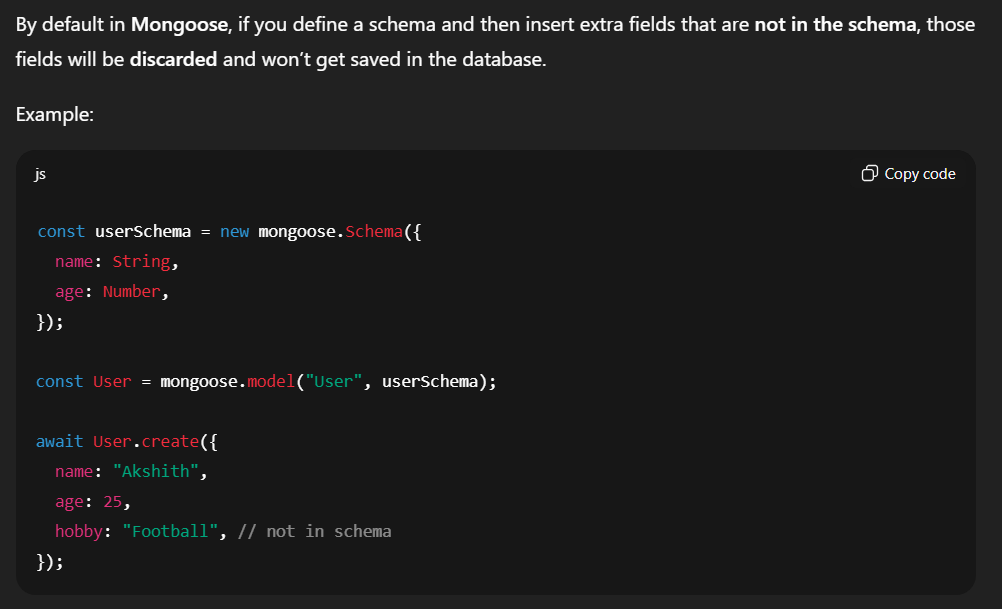 By default in Mongoose, if you define a schema and then insert extra fields that are not in the schema, those
fields will be discarded and won’t get saved in the database.
Example:
js
Copy code
const userSchema = new mongoose.Schema({
  name: String,
  age: Number,
});
const User = mongoose.model("User", userSchema);
await User.create({
  name: "Akshith",
  age: 25,
  hobby: "Football", // not in schema
});